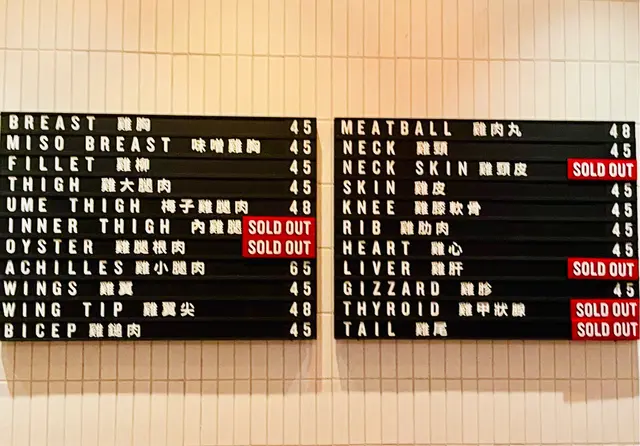 BREAST 雞胸 45
MISO BREAST 味噌雞胸 45
FILLET 雞柳 45
THIGH 雞大腿肉 45
UME THIGH 梅子雞腿肉 48
INNER THIGH 內雞腿 SOLD OUT
OYSTER 雞腿根肉 SOLD OUT
ACHILLES 雞小腿肉 65
WINGS 雞翼 45
WING TIP 雞翼尖 48
BICEP 雞鎚肉 45
MEATBALL 雞肉丸 48
NECK 雞頸 45
NECK SKIN 雞頸皮 SOLD OUT
SKIN 雞皮 45
KNEE 雞膝軟骨 45
RIB 雞肋肉 45
HEART 雞心 45
LIVER 雞肝 SOLD OUT
GIZZARD 雞胗 45
THYROID 雞甲狀腺 SOLD OUT
TAIL 雞尾 SOLD OUT